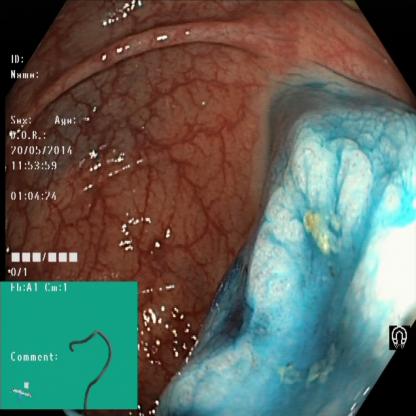 ID:
Name:
Sex: Age:
D.O.B.:
20/05/2014
11:53:59
01:04:24
0/1
Eh:A1 Cm:1
Comment: